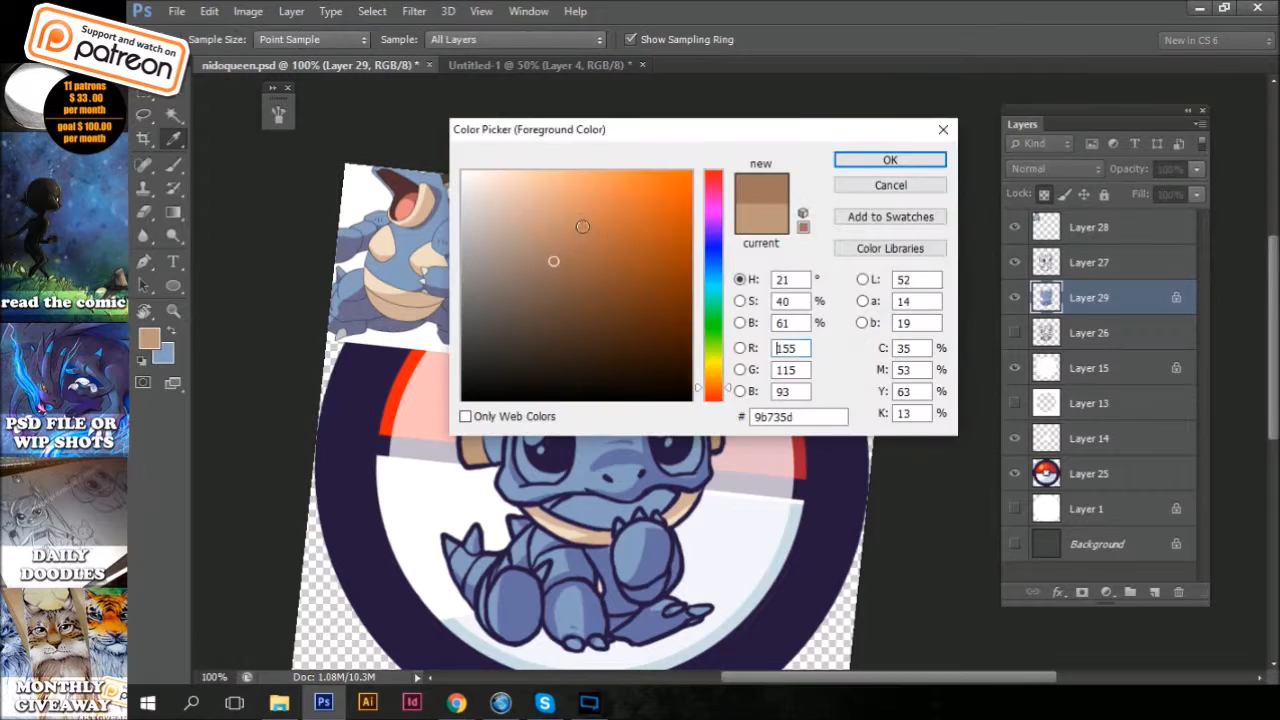 Support and watch on
patreon
11 patrons
$ 33.00
per month
goal $ 100.00
per month
read the comic
PSD FILE OR
WIP SHOTS
DAILY
DOODLES
MONTHLY
GIVEAWAY
Ps File Edit Image Layer Type Select Filter 3D View Window Help
Sample Size: Point Sample Sample: All Layers Show Sampling Ring New in CS 6
nidoqueen.psd @ 100% (Layer 29, RGB/8) * × Untitled-1 @ 50% (Layer 4, RGB/8) * ×
Color Picker (Foreground Color)
new
current
OK
Cancel
Add to Swatches
Color Libraries
H: 21 ° L: 52
S: 40 % a: 14
B: 61 % b: 19
R: 155 C: 35 %
G: 115 M: 53 %
B: 93 Y: 63 %
# 9b735d K: 13 %
Only Web Colors
Layers
Kind
Normal Opacity: 100%
Lock: Fill: 100%
Layer 28
Layer 27
Layer 29
Layer 26
Layer 15
Layer 13
Layer 14
Layer 25
Layer 1
Background
fx
100% Doc: 1.08M/10.3M
Ps Ai Id